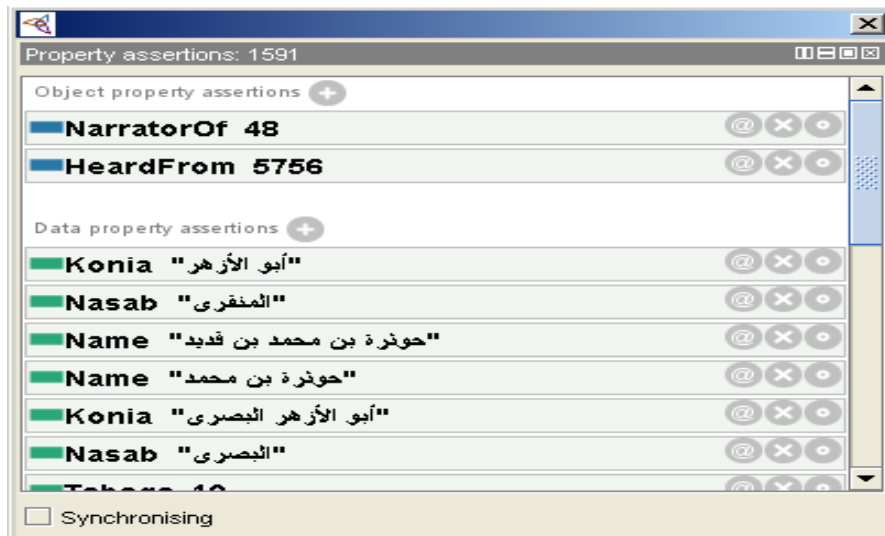 Property assertions: 1591
Object property assertions
NarratorOf 48
HeardFrom 5756
Data property assertions
Konia "أبو الأزهر"
Nasab "المنقرى"
Name "حوثرة بن محمد بن قديد"
Name "حوثرة بن محمد"
Konia "أبو الأزهر البصرى"
Nasab "البصرى"
Synchronising